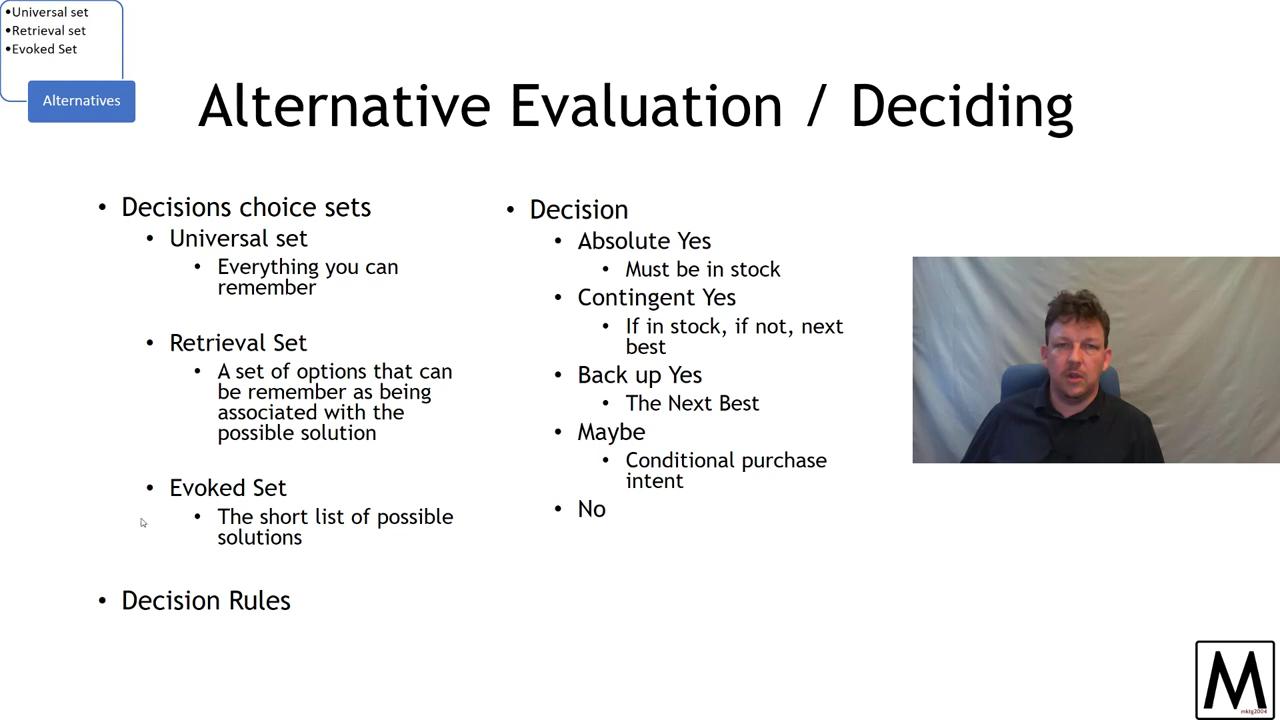 •Universal set
•Retrieval set
•Evoked Set
Alternatives
Alternative Evaluation / Deciding
• Decisions choice sets
• Universal set
• Everything you can
remember
• Retrieval Set
• A set of options that can
be remember as being
associated with the
possible solution
• Evoked Set
• The short list of possible
solutions
• Decision Rules
• Decision
• Absolute Yes
• Must be in stock
• Contingent Yes
• If in stock, if not, next
best
• Back up Yes
• The Next Best
• Maybe
• Conditional purchase
intent
• No
M
mktg2004